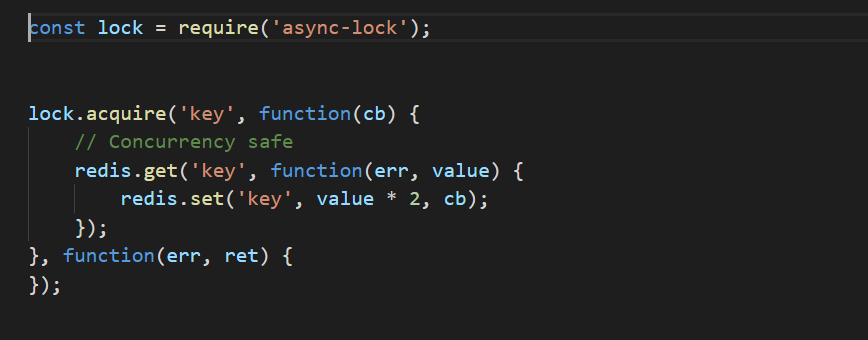 const lock = require('async-lock');
lock.acquire('key', function(cb) {
// Concurrency safe
redis.get('key', function(err, value) {
redis.set('key', value * 2, cb);
});
}, function(err, ret) {
});